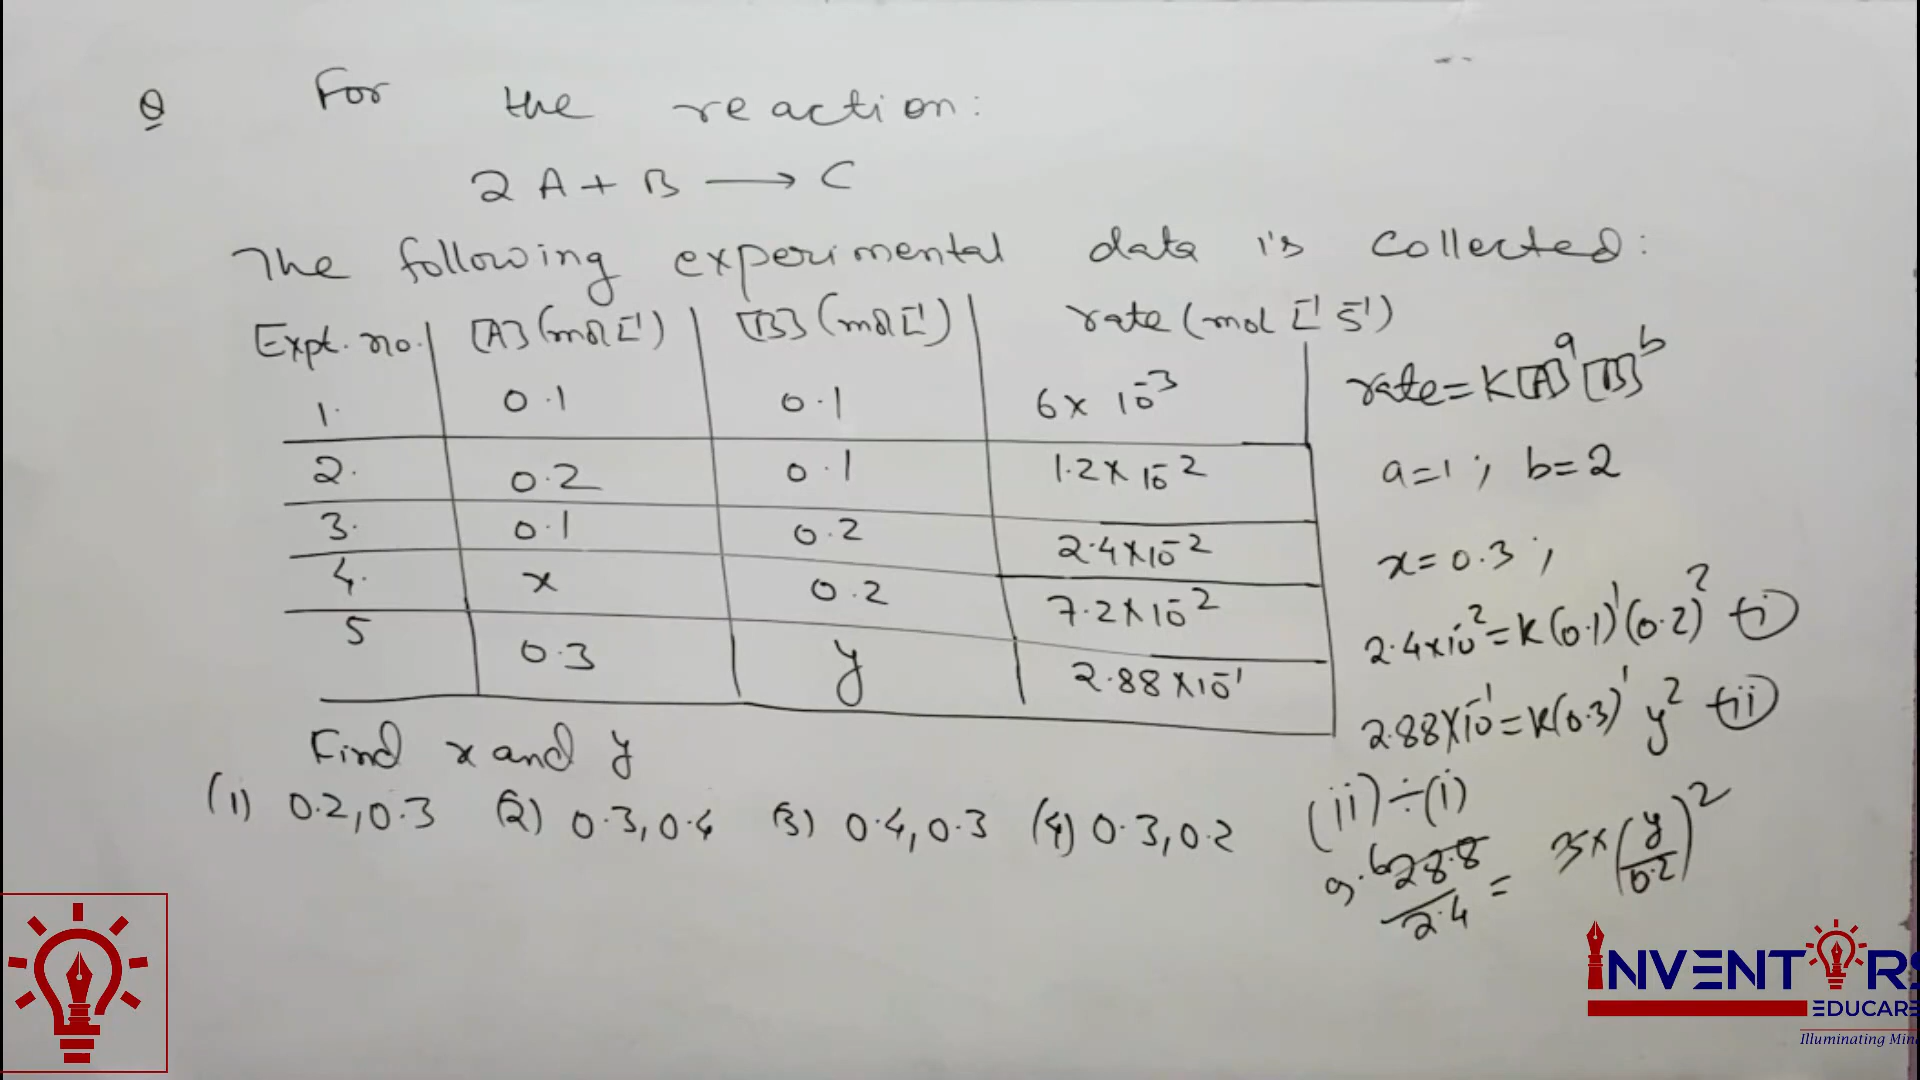 Q For the reaction:
2A + B → C
The following experimental data is collected:
Expt. no. [A] (mol L⁻¹) [B] (mol L⁻¹) rate (mol L⁻¹ s⁻¹)
1. 0.1 0.1 6 x 10⁻³
2. 0.2 0.1 1.2 x 10⁻²
3. 0.1 0.2 2.4 x 10⁻²
4. x 0.2 7.2 x 10⁻²
5 0.3 y 2.88 x 10⁻¹
Find x and y
(1) 0.2, 0.3 (2) 0.3, 0.4 (3) 0.4, 0.3 (4) 0.3, 0.2
rate = K[A]ᵃ[B]ᵇ
a=1; b=2
x=0.3;
2.4x10⁻² = K(0.1)¹(0.2)² (i)
2.88x10⁻¹ = K(0.3)¹ y² (ii)
(ii) ÷ (i)
28.8/2.4 = 3 x (y/0.2)²
INVENTORS
EDUCARE